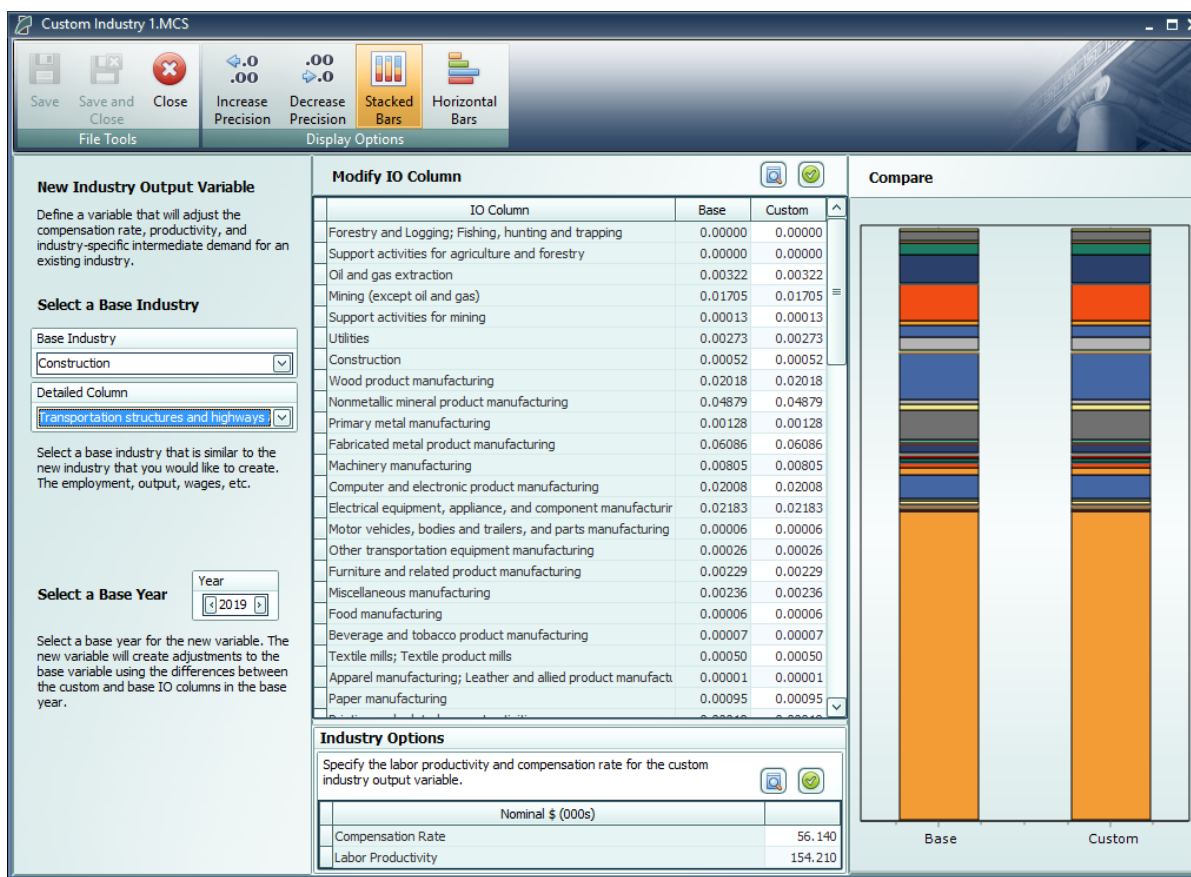 Custom Industry 1.MCS
Save
Save and Close
Close
File Tools
.0 .00
Increase Precision
.00 .0
Decrease Precision
Stacked Bars
Horizontal Bars
Display Options
New Industry Output Variable
Define a variable that will adjust the
compensation rate, productivity, and
industry-specific intermediate demand for an
existing industry.
Select a Base Industry
Base Industry
Construction
Detailed Column
Transportation structures and highways
Select a base industry that is similar to the
new industry that you would like to create.
The employment, output, wages, etc.
Select a Base Year
Year
2019
Select a base year for the new variable. The
new variable will create adjustments to the
base variable using the differences between
the custom and base IO columns in the base
year.
Modify IO Column
IO Column Base Custom
Forestry and Logging; Fishing, hunting and trapping 0.00000 0.00000
Support activities for agriculture and forestry 0.00000 0.00000
Oil and gas extraction 0.00322 0.00322
Mining (except oil and gas) 0.01705 0.01705
Support activities for mining 0.00013 0.00013
Utilities 0.00273 0.00273
Construction 0.00052 0.00052
Wood product manufacturing 0.02018 0.02018
Nonmetallic mineral product manufacturing 0.04879 0.04879
Primary metal manufacturing 0.00128 0.00128
Fabricated metal product manufacturing 0.06086 0.06086
Machinery manufacturing 0.00805 0.00805
Computer and electronic product manufacturing 0.02008 0.02008
Electrical equipment, appliance, and component manufacturir 0.02183 0.02183
Motor vehicles, bodies and trailers, and parts manufacturing 0.00006 0.00006
Other transportation equipment manufacturing 0.00026 0.00026
Furniture and related product manufacturing 0.00229 0.00229
Miscellaneous manufacturing 0.00236 0.00236
Food manufacturing 0.00006 0.00006
Beverage and tobacco product manufacturing 0.00007 0.00007
Textile mills; Textile product mills 0.00050 0.00050
Apparel manufacturing; Leather and allied product manufactu 0.00001 0.00001
Paper manufacturing 0.00095 0.00095
Industry Options
Specify the labor productivity and compensation rate for the custom
industry output variable.
Nominal $ (000s)
Compensation Rate 56.140
Labor Productivity 154.210
Compare
Base Custom